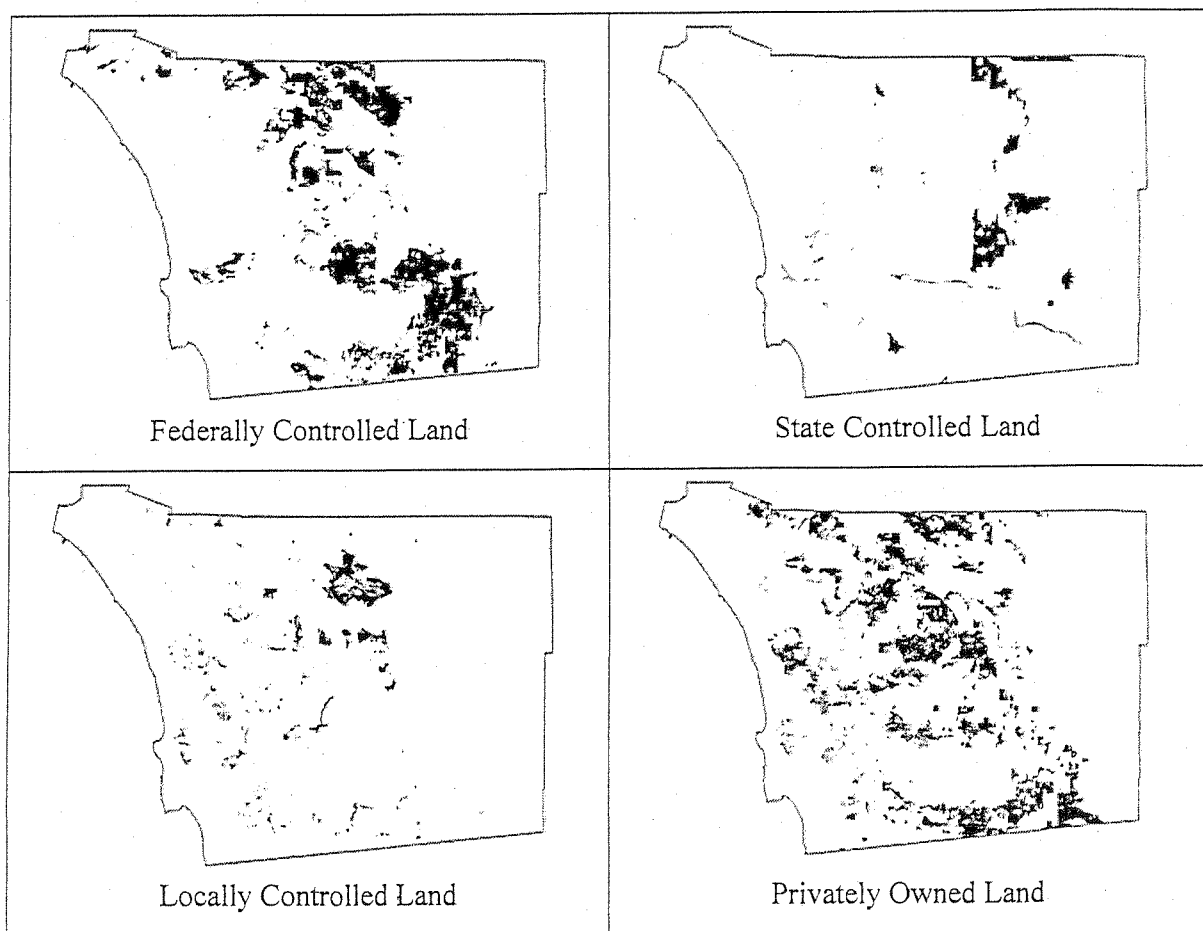 Federally Controlled Land
State Controlled Land
Locally Controlled Land
Privately Owned Land